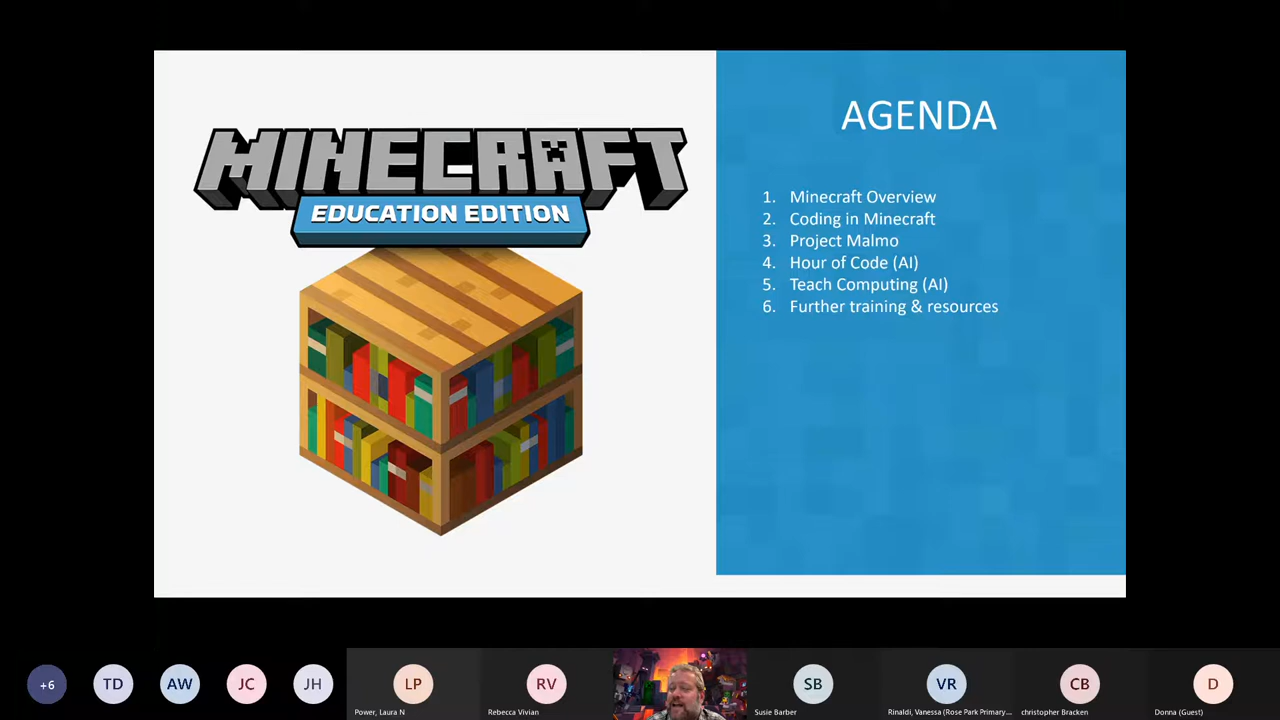 MINECRAFT
EDUCATION EDITION
AGENDA
1. Minecraft Overview
2. Coding in Minecraft
3. Project Malmo
4. Hour of Code (AI)
5. Teach Computing (AI)
6. Further training & resources
+6
TD
AW
JC
JH
LP
RV
SB
VR
CB
D
Power, Laura N
Rebecca Vivian
Susie Barber
Rinaldi, Vanessa (Rose Park Primary...
christopher Bracken
Donna (Guest)